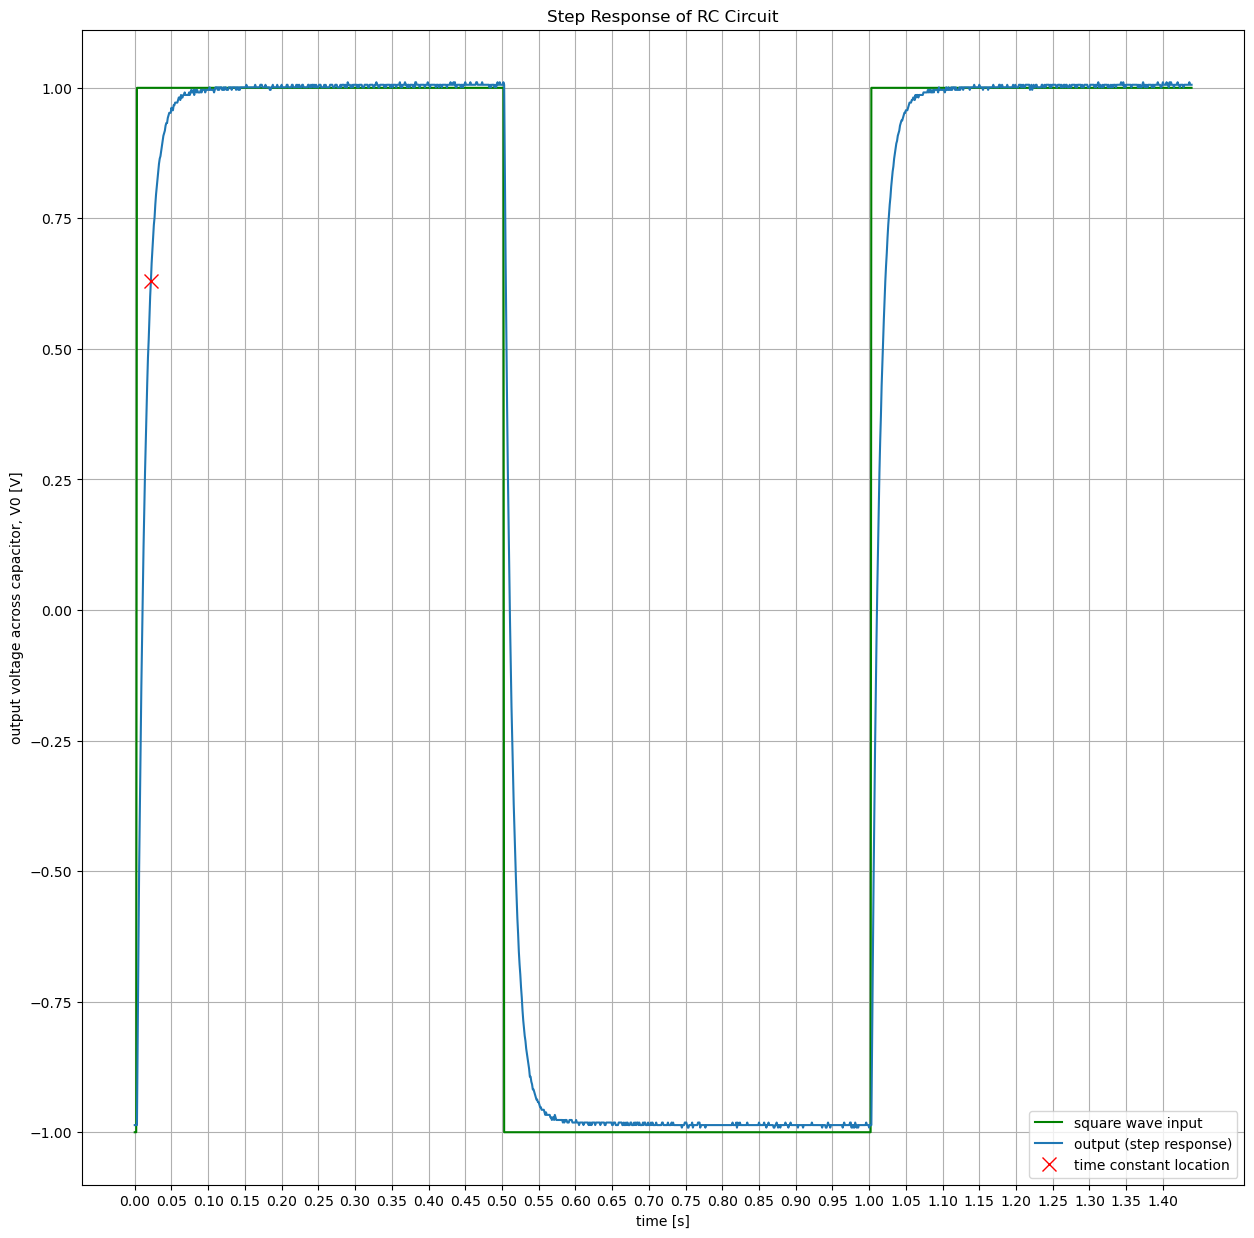 Step Response of RC Circuit
output voltage across capacitor, V0 [V]
1.00
0.75
0.50
0.25
0.00
−0.25
−0.50
−0.75
−1.00
square wave input
output (step response)
time constant location
0.00 0.05 0.10 0.15 0.20 0.25 0.30 0.35 0.40 0.45 0.50 0.55 0.60 0.65 0.70 0.75 0.80 0.85 0.90 0.95 1.00 1.05 1.10 1.15 1.20 1.25 1.30 1.35 1.40
time [s]